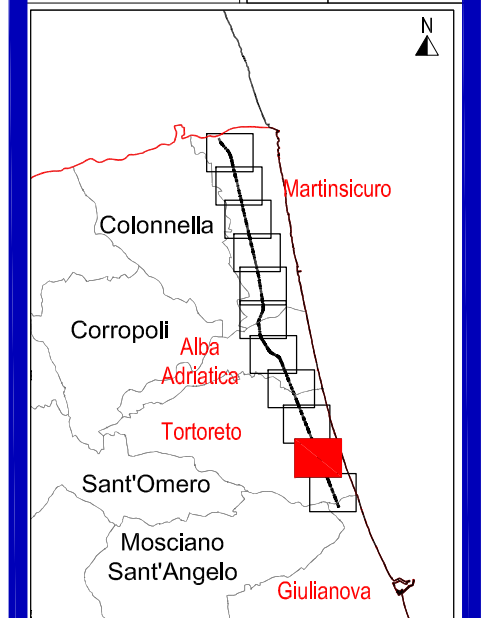 N
Martinsicuro
Colonnella
Corropoli
Alba
Adriatica
Tortoreto
Sant'Omero
Mosciano
Sant'Angelo
Giulianova